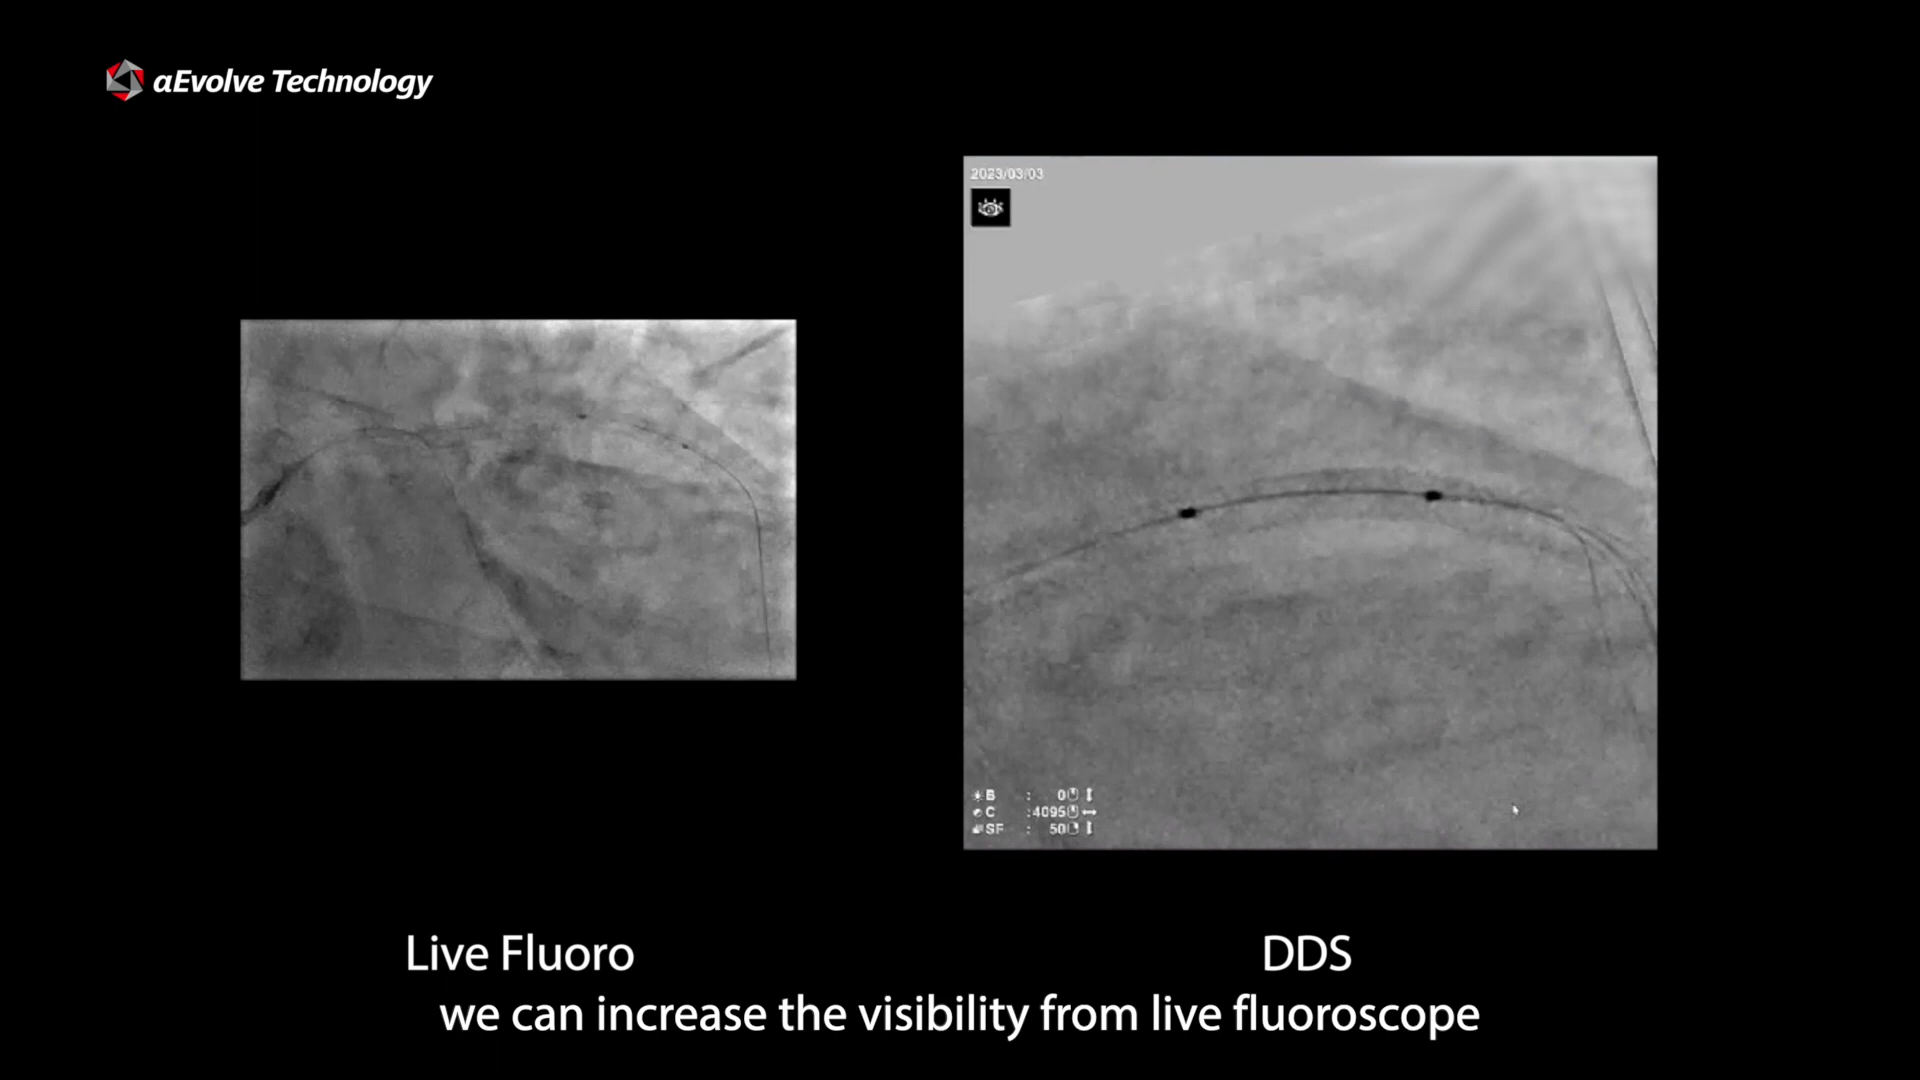 αEvolve Technology
2023/03/03
B : 0
C :4095
SF : 50
Live Fluoro
DDS
we can increase the visibility from live fluoroscope